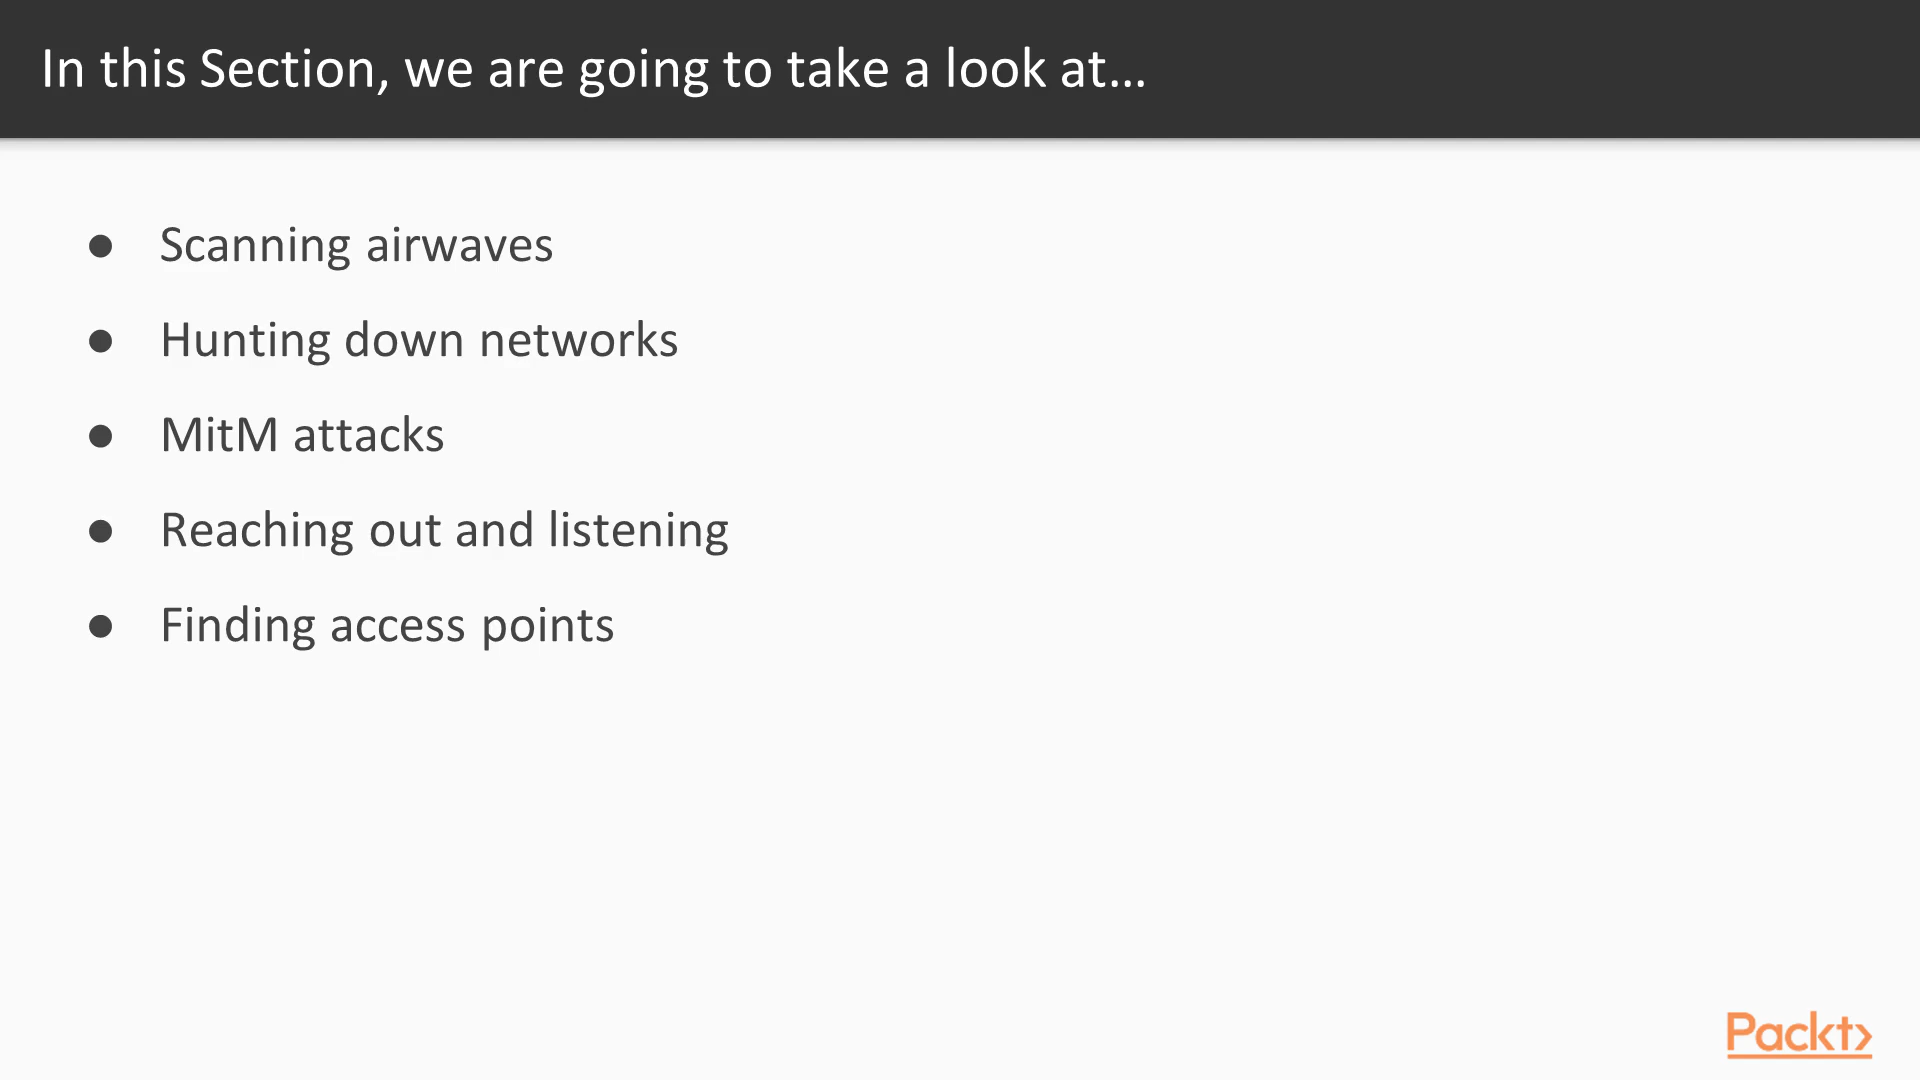 In this Section, we are going to take a look at…
● Scanning airwaves
● Hunting down networks
● MitM attacks
● Reaching out and listening
● Finding access points
Packt>